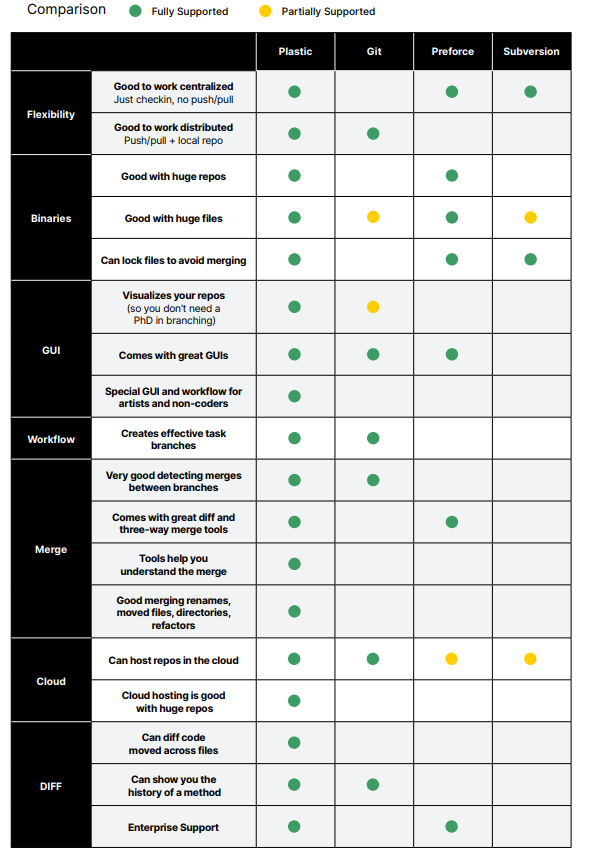 Comparison Fully Supported Partially Supported
Plastic Git Preforce Subversion
Flexibility
Good to work centralized
Just checkin, no push/pull
Good to work distributed
Push/pull + local repo
Binaries
Good with huge repos
Good with huge files
Can lock files to avoid merging
GUI
Visualizes your repos
(so you don't need a
PhD in branching)
Comes with great GUIs
Special GUI and workflow for
artists and non-coders
Workflow
Creates effective task
branches
Merge
Very good detecting merges
between branches
Comes with great diff and
three-way merge tools
Tools help you
understand the merge
Good merging renames,
moved files, directories,
refactors
Cloud
Can host repos in the cloud
Cloud hosting is good
with huge repos
DIFF
Can diff code
moved across files
Can show you the
history of a method
Enterprise Support